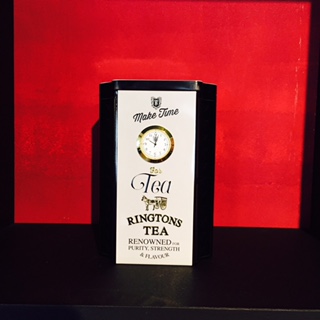 Make Time
For
Tea
RINGTONS
TEA
RENOWNED FOR
PURITY, STRENGTH
& FLAVOUR